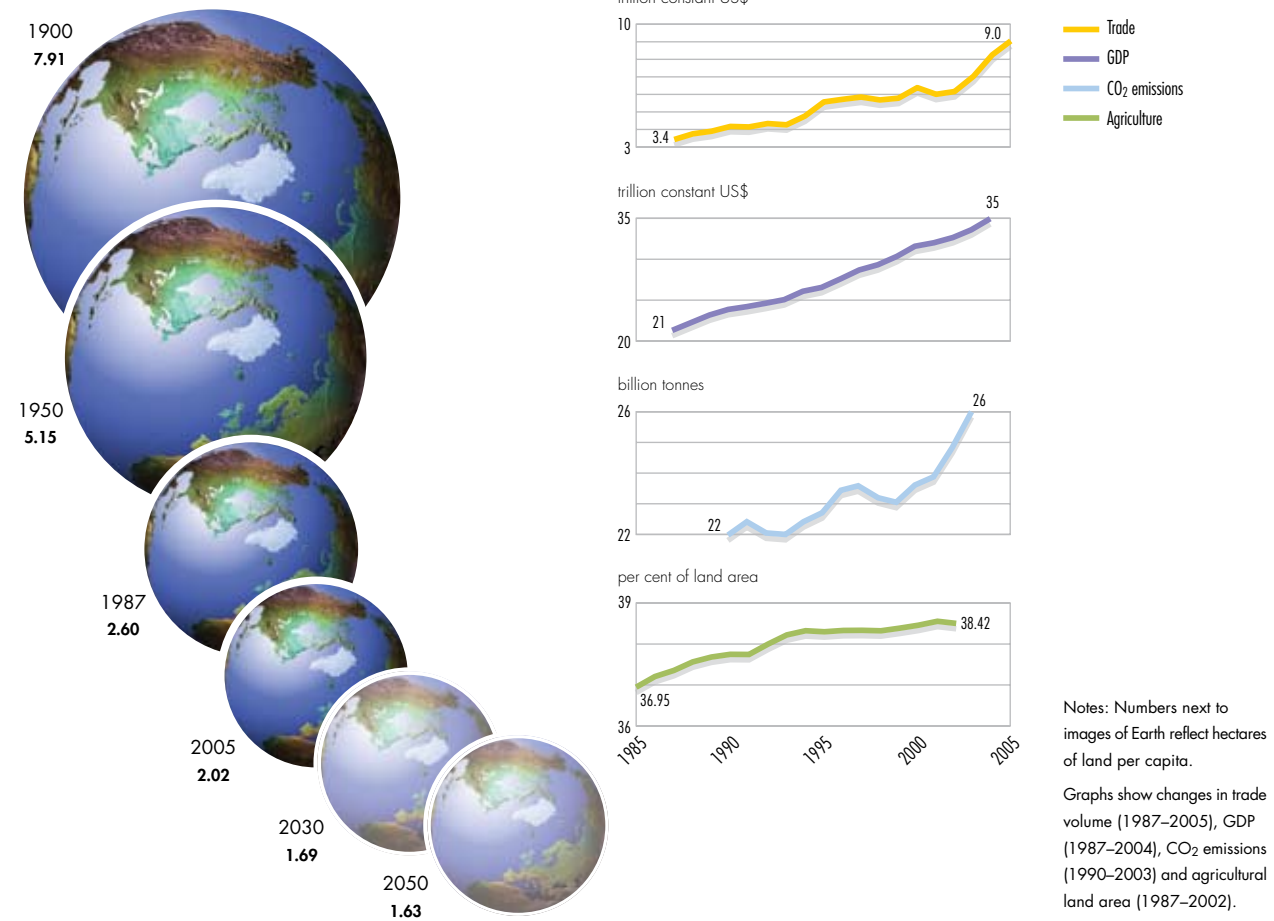 1900
7.91
1950
5.15
1987
2.60
2005
2.02
2030
1.69
2050
1.63
trillion constant US$
10
9.0
3.4
3
trillion constant US$
35
35
21
20
billion tonnes
26
26
22
22
per cent of land area
39
38.42
36.95
36
1985
1990
1995
2000
2005
Trade
GDP
CO2 emissions
Agriculture
Notes: Numbers next to
images of Earth reflect hectares
of land per capita.
Graphs show changes in trade
volume (1987–2005), GDP
(1987–2004), CO2 emissions
(1990–2003) and agricultural
land area (1987–2002).